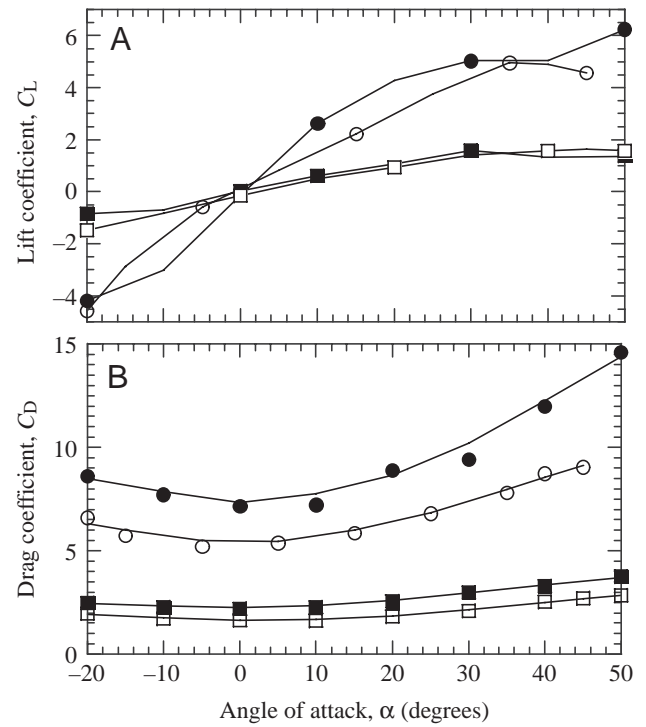 A
6
4
2
0
–2
–4
Lift coefficient, CL
B
15
10
5
0
Drag coefficient, CD
–20 –10 0 10 20 30 40 50
Angle of attack, α (degrees)